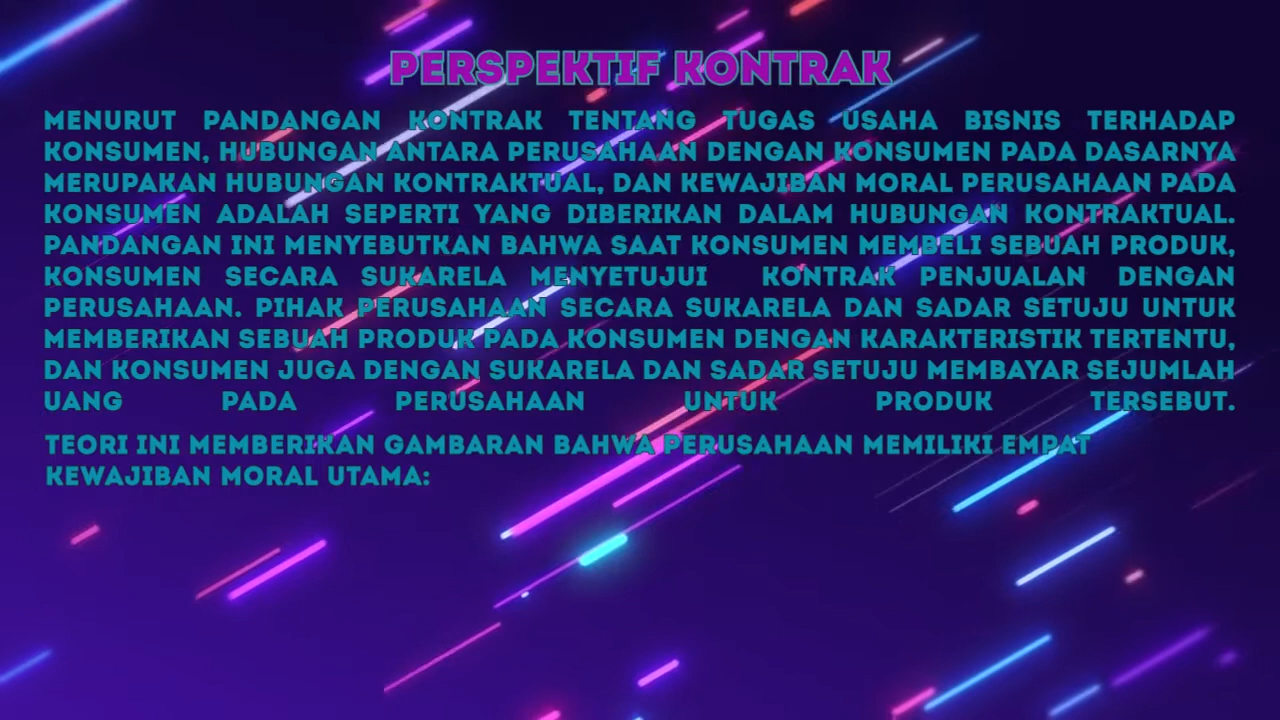 PERSPEKTIF KONTRAK
MENURUT PANDANGAN KONTRAK TENTANG TUGAS USAHA BISNIS TERHADAP
KONSUMEN, HUBUNGAN ANTARA PERUSAHAAN DENGAN KONSUMEN PADA DASARNYA
MERUPAKAN HUBUNGAN KONTRAKTUAL, DAN KEWAJIBAN MORAL PERUSAHAAN PADA
KONSUMEN ADALAH SEPERTI YANG DIBERIKAN DALAM HUBUNGAN KONTRAKTUAL.
PANDANGAN INI MENYEBUTKAN BAHWA SAAT KONSUMEN MEMBELI SEBUAH PRODUK,
KONSUMEN SECARA SUKARELA MENYETUJUI KONTRAK PENJUALAN DENGAN
PERUSAHAAN. PIHAK PERUSAHAAN SECARA SUKARELA DAN SADAR SETUJU UNTUK
MEMBERIKAN SEBUAH PRODUK PADA KONSUMEN DENGAN KARAKTERISTIK TERTENTU,
DAN KONSUMEN JUGA DENGAN SUKARELA DAN SADAR SETUJU MEMBAYAR SEJUMLAH
UANG PADA PERUSAHAAN UNTUK PRODUK TERSEBUT.
TEORI INI MEMBERIKAN GAMBARAN BAHWA PERUSAHAAN MEMILIKI EMPAT
KEWAJIBAN MORAL UTAMA: